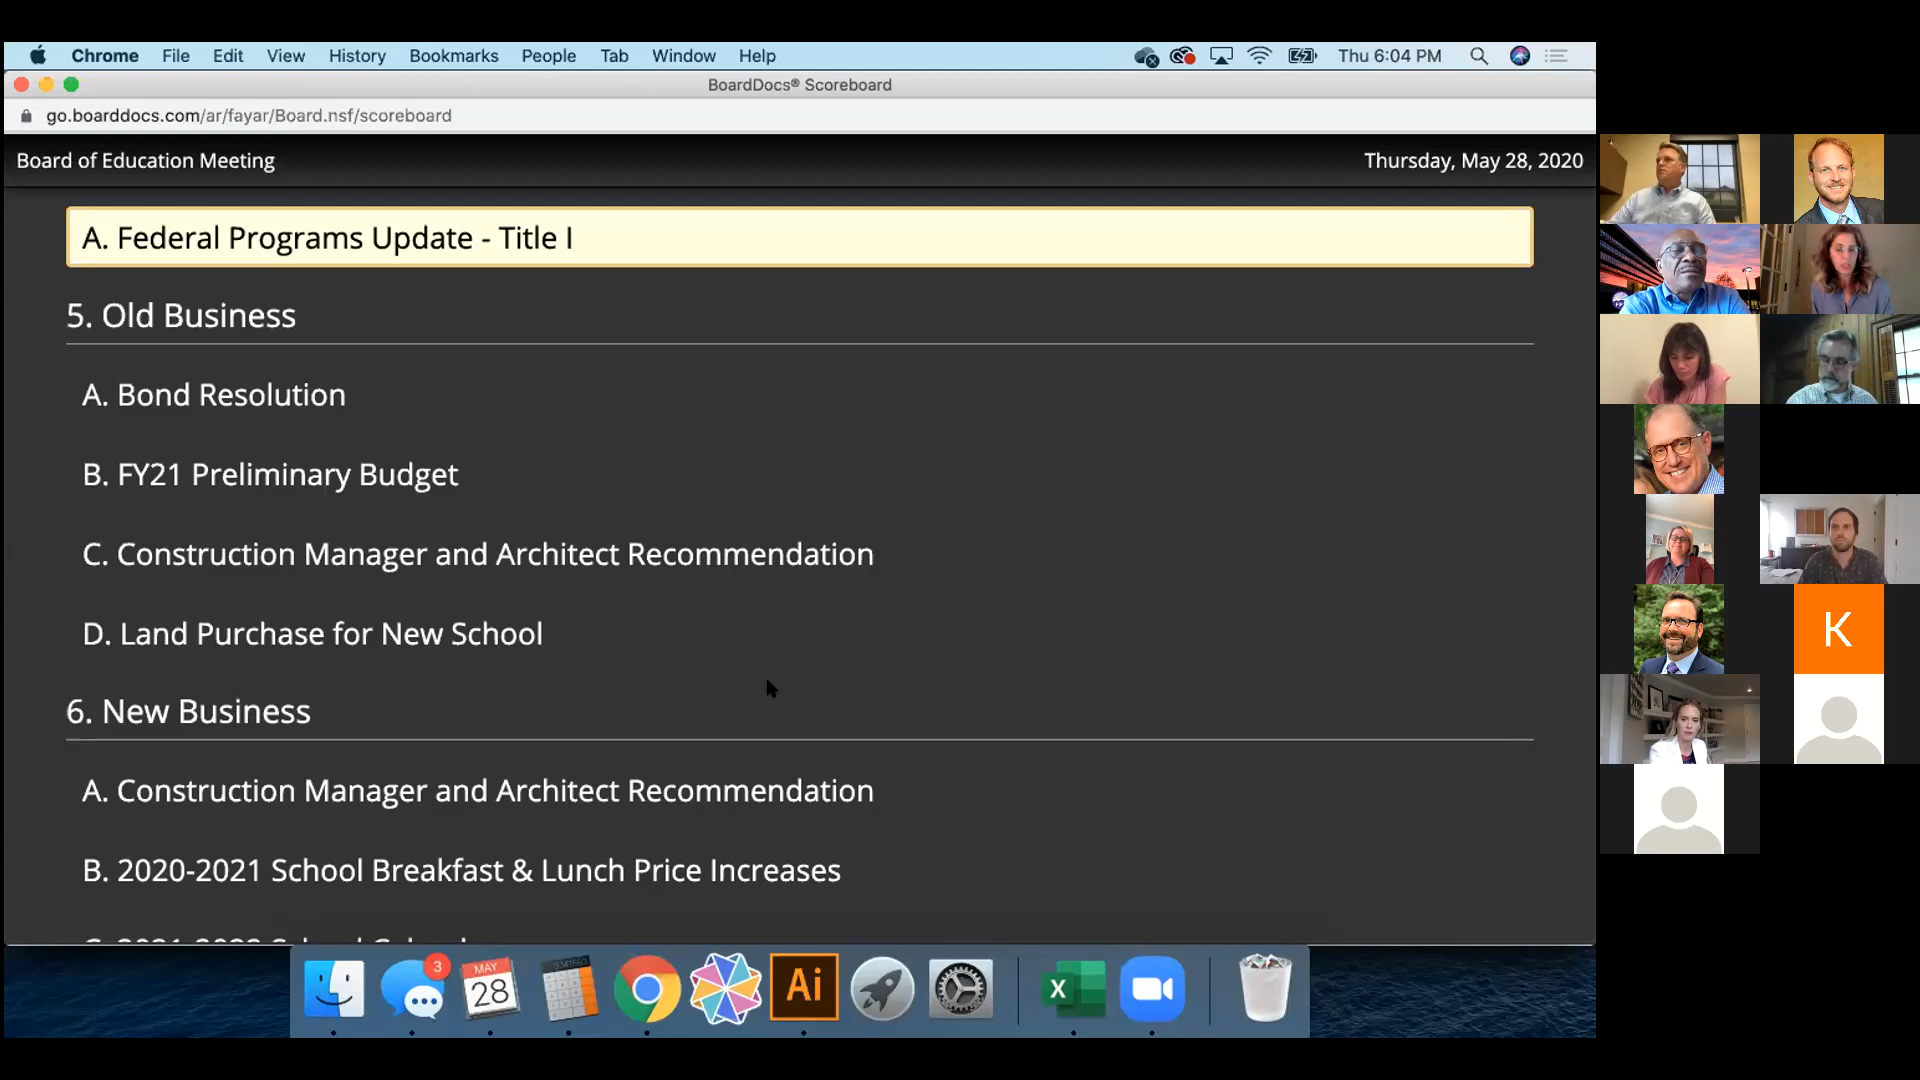 Chrome File Edit View History Bookmarks People Tab Window Help Thu 6:04 PM
BoardDocs® Scoreboard
go.boarddocs.com/ar/fayar/Board.nsf/scoreboard
Board of Education Meeting Thursday, May 28, 2020
A. Federal Programs Update - Title I
5. Old Business
A. Bond Resolution
B. FY21 Preliminary Budget
C. Construction Manager and Architect Recommendation
D. Land Purchase for New School
6. New Business
A. Construction Manager and Architect Recommendation
B. 2020-2021 School Breakfast & Lunch Price Increases
K
3
MAY
28
Ai
X